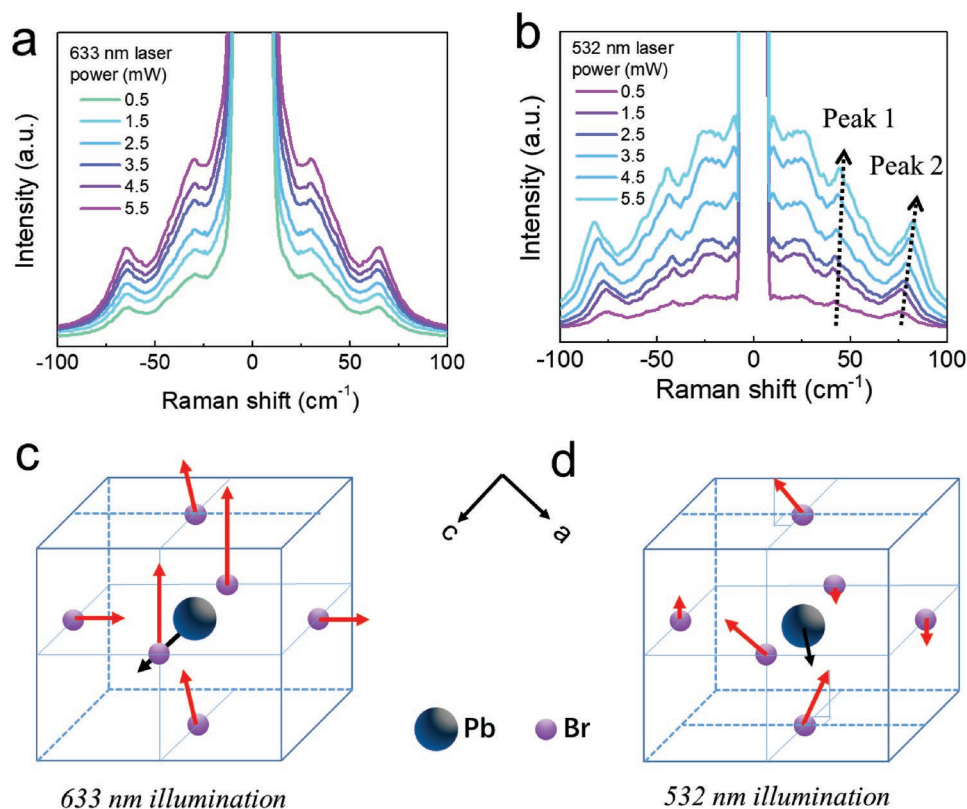 a
633 nm laser
power (mW)
0.5
1.5
2.5
3.5
4.5
5.5
Intensity (a.u.)
-100
-50
0
50
100
Raman shift (cm⁻¹)
b
532 nm laser
power (mW)
0.5
1.5
2.5
3.5
4.5
5.5
Peak 1
Peak 2
Intensity (a.u.)
-100
-50
0
50
100
Raman shift (cm⁻¹)
c
c
a
d
Pb
Br
633 nm illumination
532 nm illumination